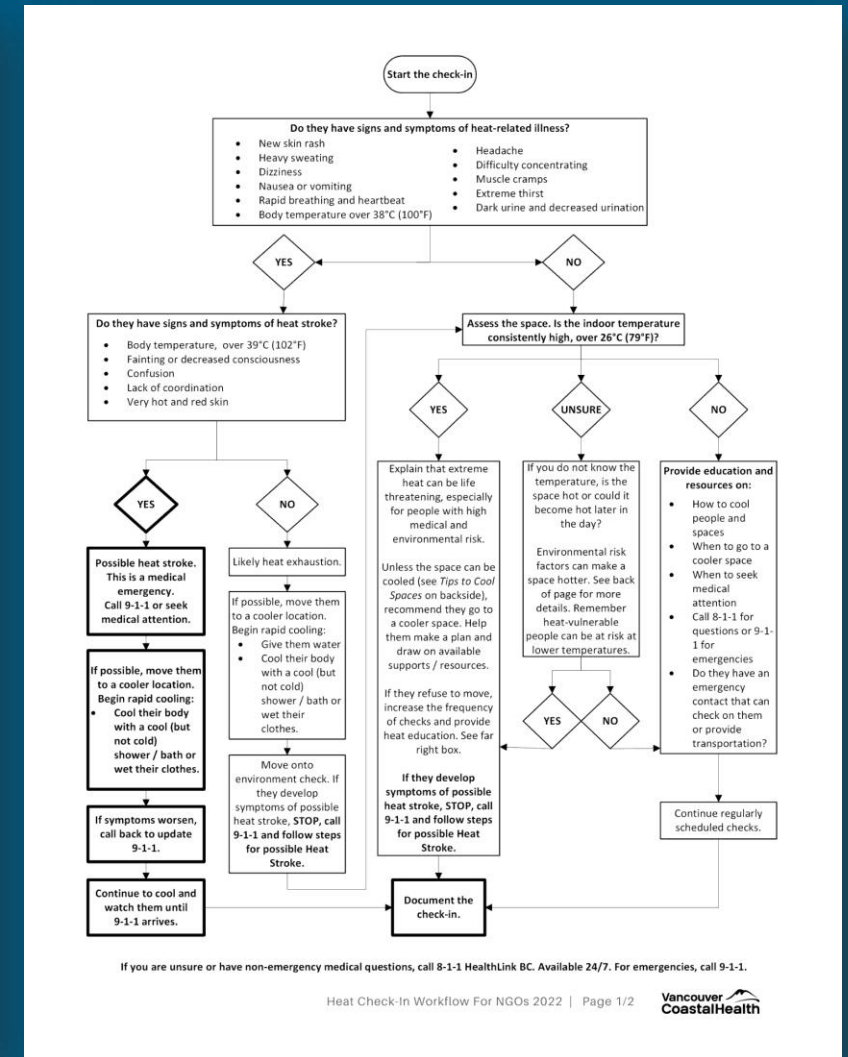 Start the check-in
Do they have signs and symptoms of heat-related illness?
• New skin rash
• Heavy sweating
• Dizziness
• Nausea or vomiting
• Rapid breathing and heartbeat
• Body temperature over 38°C (100°F)
• Headache
• Difficulty concentrating
• Muscle cramps
• Extreme thirst
• Dark urine and decreased urination
YES
NO
Do they have signs and symptoms of heat stroke?
• Body temperature, over 39°C (102°F)
• Fainting or decreased consciousness
• Confusion
• Lack of coordination
• Very hot and red skin
YES
Possible heat stroke.
This is a medical
emergency.
Call 9-1-1 or seek
medical attention.
If possible, move them
to a cooler location.
Begin rapid cooling:
• Cool their body
with a cool (but
not cold)
shower / bath or
wet their clothes.
If symptoms worsen,
call back to update
9-1-1.
Continue to cool and
watch them until
9-1-1 arrives.
NO
Likely heat exhaustion.
If possible, move them
to a cooler location.
Begin rapid cooling:
• Give them water
• Cool their body
with a cool (but
not cold)
shower / bath or
wet their
clothes.
Move onto
environment check. If
they develop
symptoms of possible
heat stroke, STOP, call
9-1-1 and follow steps
for possible Heat
Stroke.
Assess the space. Is the indoor temperature
consistently high, over 26°C (79°F)?
YES
Explain that extreme
heat can be life
threatening, especially
for people with high
medical and
environmental risk.
Unless the space can be
cooled (see Tips to Cool
Spaces on backside),
recommend they go to
a cooler space. Help
them make a plan and
draw on available
supports / resources.
If they refuse to move,
increase the frequency
of checks and provide
heat education. See far
right box.
If they develop
symptoms of possible
heat stroke, STOP, call
9-1-1 and follow steps
for possible Heat
Stroke.
UNSURE
If you do not know the
temperature, is the
space hot or could it
become hot later in
the day?
Environmental risk
factors can make a
space hotter. See back
of page for more
details. Remember
heat-vulnerable
people can be at risk at
lower temperatures.
YES
NO
NO
Provide education and
resources on:
• How to cool
people and
spaces
• When to go to a
cooler space
• When to seek
medical
attention
• Call 8-1-1 for
questions or 9-1-
1 for
emergencies
• Do they have an
emergency
contact that can
check on them
or provide
transportation?
Continue regularly
scheduled checks.
Document the
check-in.
If you are unsure or have non-emergency medical questions, call 8-1-1 HealthLink BC. Available 24/7. For emergencies, call 9-1-1.
Heat Check-In Workflow For NGOs 2022 | Page 1/2
Vancouver
CoastalHealth